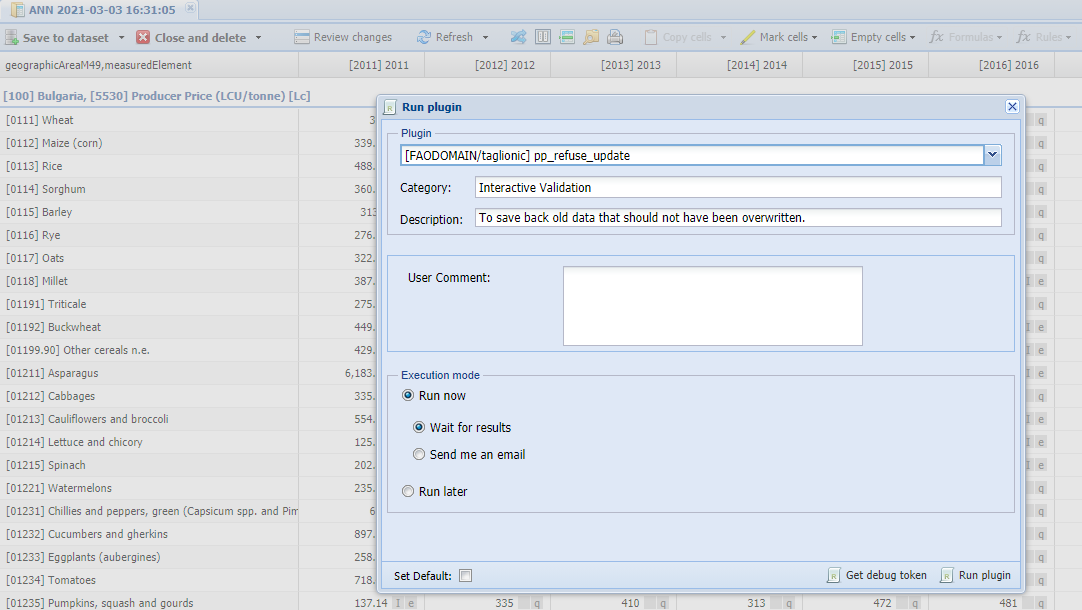 ANN 2021-03-03 16:31:05
Save to dataset Close and delete Review changes Refresh Copy cells Mark cells Empty cells fx Formulas fx Rules
geographicAreaM49,measuredElement [2011] 2011 [2012] 2012 [2013] 2013 [2014] 2014 [2015] 2015 [2016] 2016
[100] Bulgaria, [5530] Producer Price (LCU/tonne) [Lc]
Run plugin
Plugin
[FAODOMAIN/taglionic] pp_refuse_update
Category: Interactive Validation
Description: To save back old data that should not have been overwritten.
User Comment:
Execution mode
Run now
Wait for results
Send me an email
Run later
Set Default: Get debug token Run plugin
[0111] Wheat 3 q
[0112] Maize (corn) 339. q
[0113] Rice 488. q
[0114] Sorghum 360. q
[0115] Barley 313 q
[0116] Rye 276. q
[0117] Oats 322. q
[0118] Millet 387. I e
[01191] Triticale 275. q
[01192] Buckwheat 449. I e
[01199.90] Other cereals n.e. 429. I e
[01211] Asparagus 6,183. I e
[01212] Cabbages 335. q
[01213] Cauliflowers and broccoli 554. I e
[01214] Lettuce and chicory 125. I e
[01215] Spinach 202. I e
[01221] Watermelons 235. q
[01231] Chillies and peppers, green (Capsicum spp. and Pim 6 q
[01232] Cucumbers and gherkins 897. q
[01233] Eggplants (aubergines) 258. q
[01234] Tomatoes 718. q
[01235] Pumpkins, squash and gourds 137.14 I e 335 q 410 q 313 q 472 q 481 q